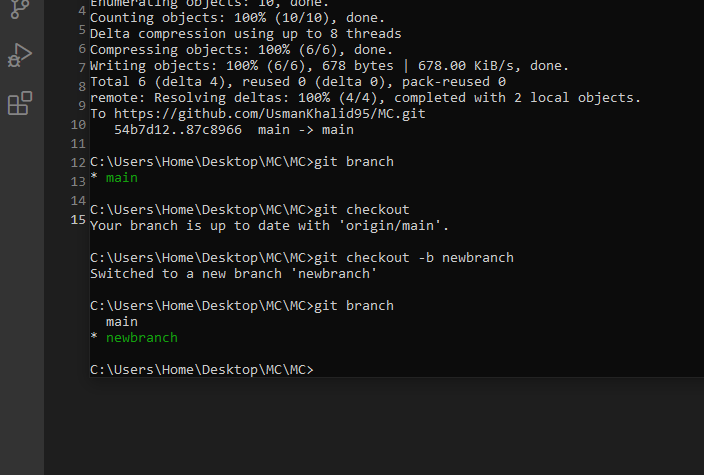 Enumerating objects: 10, done.
4
Counting objects: 100% (10/10), done.
5
Delta compression using up to 8 threads
6
Compressing objects: 100% (6/6), done.
7
Writing objects: 100% (6/6), 678 bytes | 678.00 KiB/s, done.
8
Total 6 (delta 4), reused 0 (delta 0), pack-reused 0
9
remote: Resolving deltas: 100% (4/4), completed with 2 local objects.
To https://github.com/UsmanKhalid95/MC.git
10
54b7d12..87c8966  main -> main
11
12
C:\Users\Home\Desktop\MC\MC>git branch
13
* main
14
C:\Users\Home\Desktop\MC\MC>git checkout
15
Your branch is up to date with 'origin/main'.
C:\Users\Home\Desktop\MC\MC>git checkout -b newbranch
Switched to a new branch 'newbranch'
C:\Users\Home\Desktop\MC\MC>git branch
main
* newbranch
C:\Users\Home\Desktop\MC\MC>